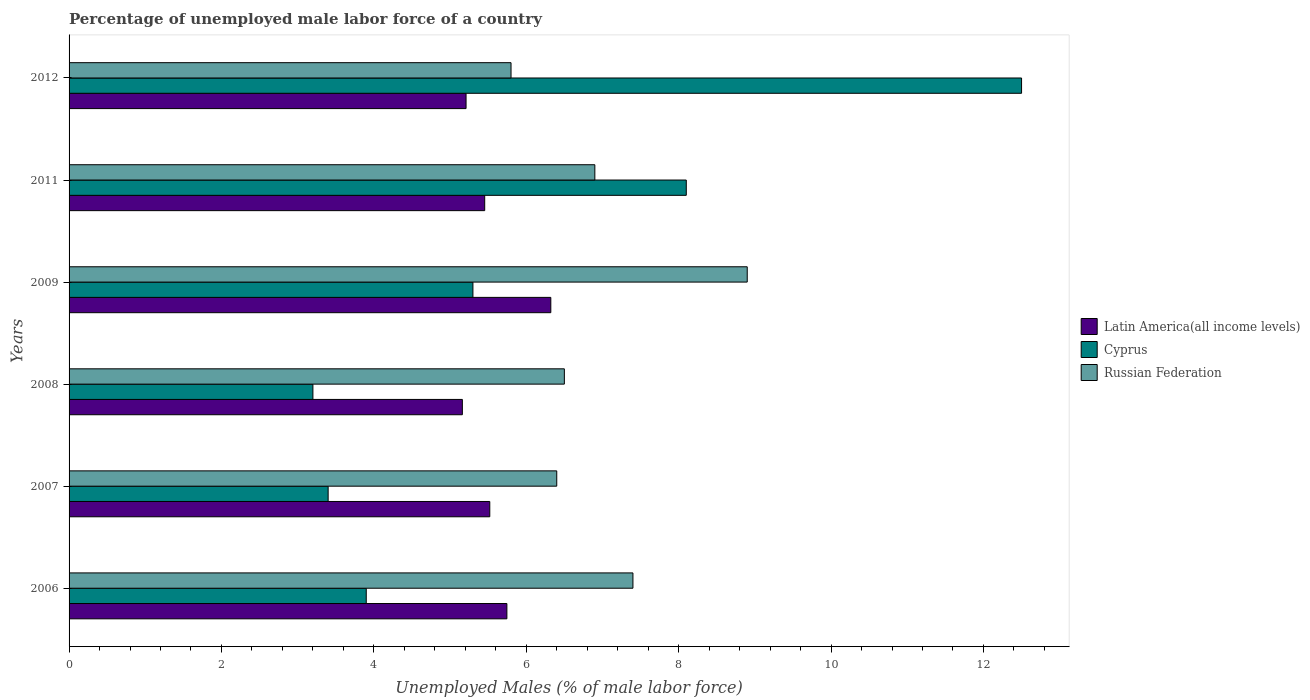 Percentage of unemployed male labor force of a country
2012
2011
2009
2008
2007
2006
Years
0
2
4
6
8
10
12
Unemployed Males (% of male labor force)
Latin America(all income levels)
Cyprus
Russian Federation